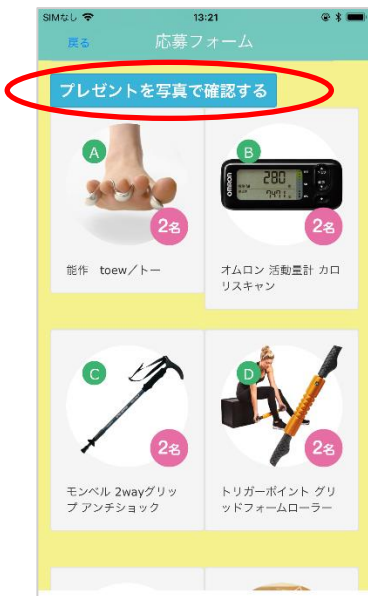 SIMなし 13:21
戻る 応募フォーム
プレゼントを写真で確認する
A
2名
能作 toew／トー
B
OMRON
280
7491
2名
オムロン 活動量計 カロ
リスキャン
C
2名
モンベル 2wayグリッ
プ アンチショック
D
2名
トリガーポイント グリ
ッドフォームローラー